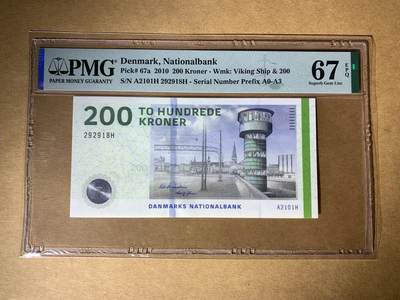 PMG
PAPER MONEY GUARANTY
Denmark, Nationalbank
Pick# 67a 2010 200 Kroner - Wmk: Viking Ship & 200
S/N A2101H 292918H - Serial Number Prefix A0-A3
67 EPQ
Superb Gem Unc
200 TO HUNDREDE
KRONER
292918H
DANMARKS NATIONALBANK
A2101H